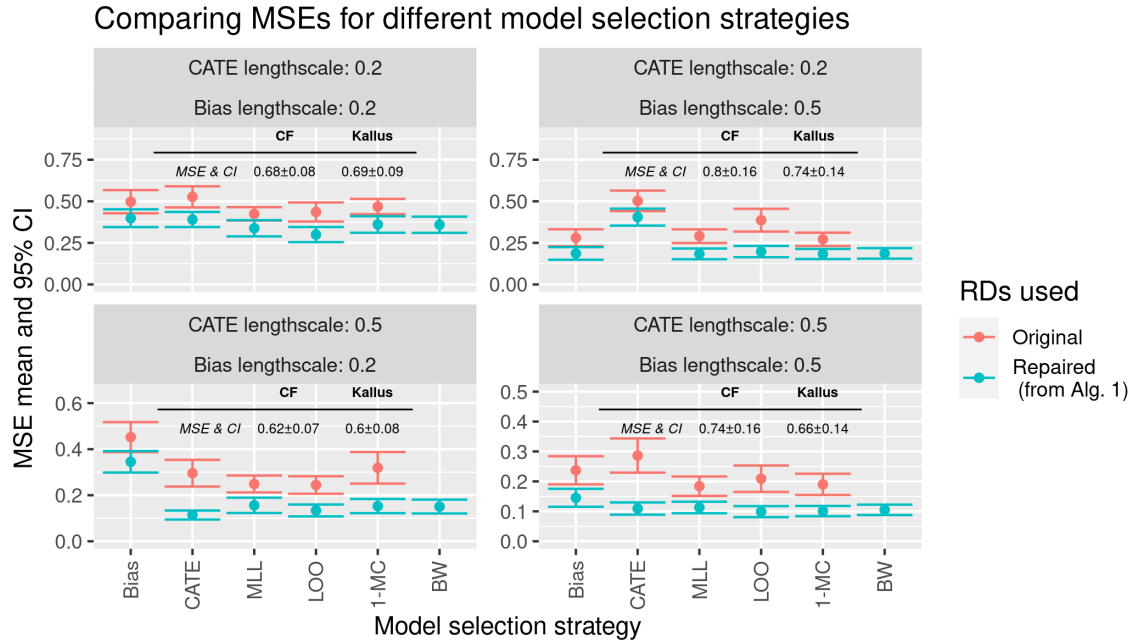 Comparing MSEs for different model selection strategies
CATE lengthscale: 0.2
Bias lengthscale: 0.2
CF Kallus
MSE & CI 0.68±0.08 0.69±0.09
0.75
0.50
0.25
0.00
CATE lengthscale: 0.2
Bias lengthscale: 0.5
CF Kallus
MSE & CI 0.8±0.16 0.74±0.14
0.75
0.50
0.25
0.00
CATE lengthscale: 0.5
Bias lengthscale: 0.2
CF Kallus
MSE & CI 0.62±0.07 0.6±0.08
0.6
0.4
0.2
0.0
CATE lengthscale: 0.5
Bias lengthscale: 0.5
CF Kallus
MSE & CI 0.74±0.16 0.66±0.14
0.5
0.4
0.3
0.2
0.1
0.0
Bias CATE MLL LOO 1-MC BW
Bias CATE MLL LOO 1-MC BW
Model selection strategy
MSE mean and 95% CI
RDs used
Original
Repaired
(from Alg. 1)